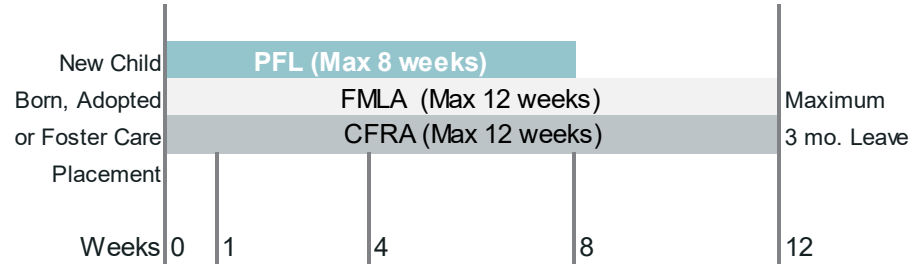 New Child
Born, Adopted
or Foster Care
Placement
PFL (Max 8 weeks)
FMLA (Max 12 weeks)
CFRA (Max 12 weeks)
Maximum
3 mo. Leave
Weeks 0 1 4 8 12